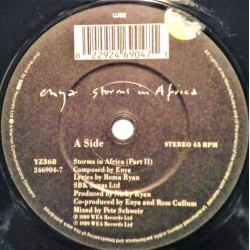 wea
0 22924 69047 1
enya storms in Africa
A Side
STEREO 45 RPM
YZ368
246904-7
Storms in Africa (Part II)
Composed by Enya
Lyrics by Roma Ryan
SBK Songs Ltd
Produced by Nicky Ryan
Co-produced by Enya and Ross Cullum
Mixed by Pete Schweir
℗ 1989 WEA Records Ltd
© 1989 WEA Records Ltd